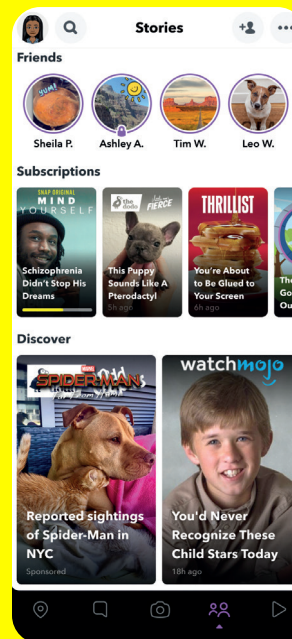 Stories
Friends
YUM!
Sheila P.
Ashley A.
Tim W.
Leo W.
Subscriptions
SNAP ORIGINAL
MIND
YOURSELF
Schizophrenia
Didn't Stop His
Dreams
the
dodo
FIERCE
This Puppy
Sounds Like A
Pterodactyl
5h ago
THRILLIST
You're About
to Be Glued to
Your Screen
6h ago
Discover
MARVEL
SPIDER-MAN
Reported sightings
of Spider-Man in
NYC
Sponsored
watchmojo
You'd Never
Recognize These
Child Stars Today
18h ago